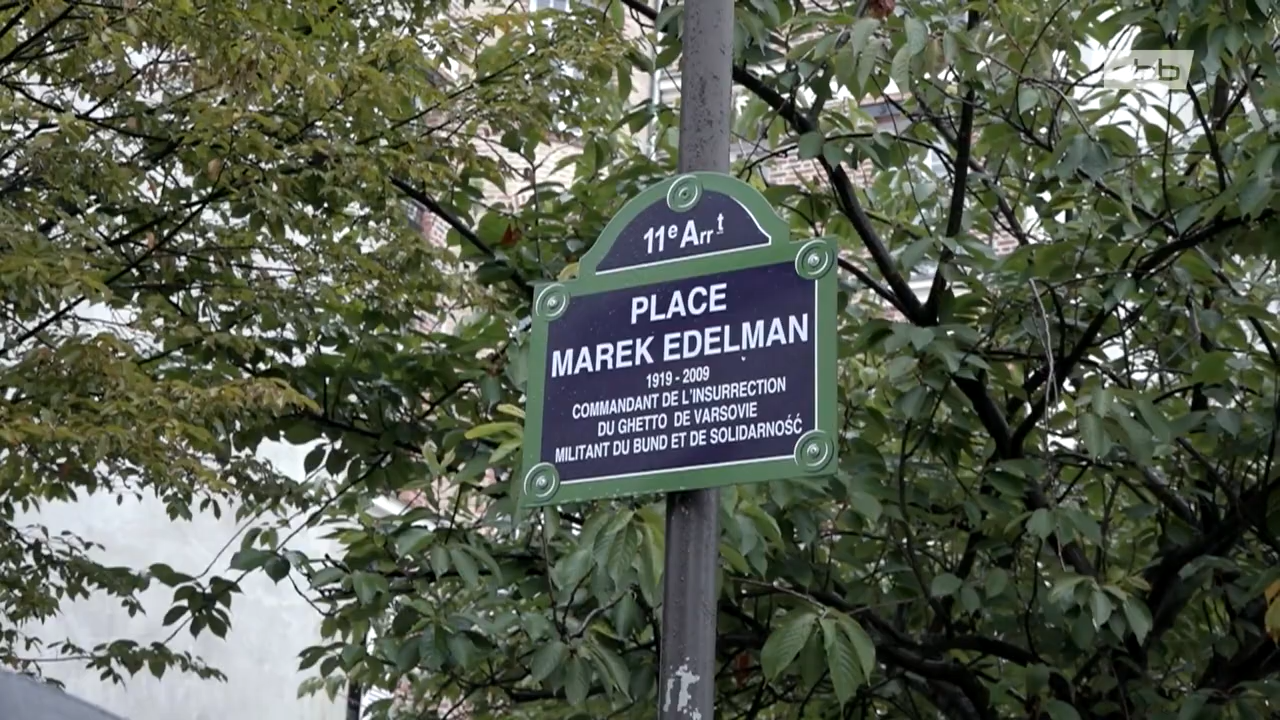 11e Arrt
PLACE
MAREK EDELMAN
1919 - 2009
COMMANDANT DE L'INSURRECTION
DU GHETTO DE VARSOVIE
MILITANT DU BUND ET DE SOLIDARNOŚĆ